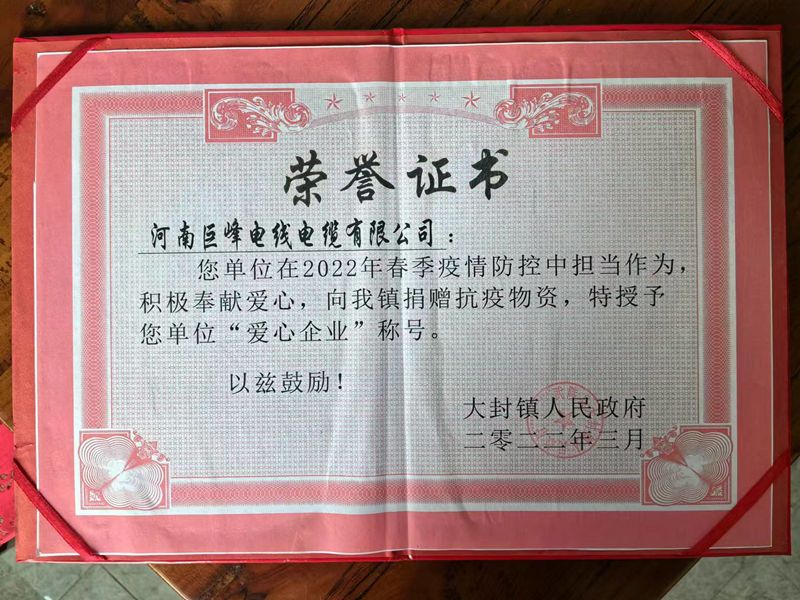 荣誉证书
河南巨峰电线电缆有限公司：
您单位在2022年春季疫情防控中担当作为，
积极奉献爱心，向我镇捐赠抗疫物资，特授予
您单位“爱心企业”称号。
以兹鼓励！
大封镇人民政府
二零二二年三月